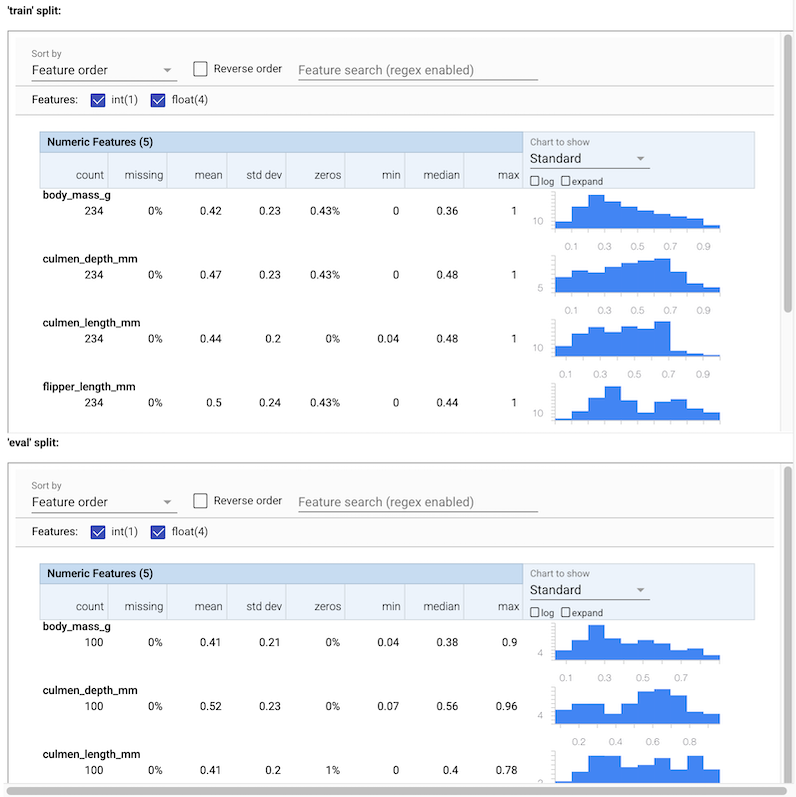 'train' split:
Sort by
Feature order
Reverse order
Feature search (regex enabled)
Features: int(1) float(4)
Numeric Features (5)
Chart to show
Standard
count missing mean std dev zeros min median max
log expand
body_mass_g
234 0% 0.42 0.23 0.43% 0 0.36 1
10
0.1 0.3 0.5 0.7 0.9
culmen_depth_mm
234 0% 0.47 0.23 0.43% 0 0.48 1
5
0.1 0.3 0.5 0.7 0.9
culmen_length_mm
234 0% 0.44 0.2 0% 0.04 0.48 1
10
0.1 0.3 0.5 0.7 0.9
flipper_length_mm
234 0% 0.5 0.24 0.43% 0 0.44 1
10
'eval' split:
Sort by
Feature order
Reverse order
Feature search (regex enabled)
Features: int(1) float(4)
Numeric Features (5)
Chart to show
Standard
count missing mean std dev zeros min median max
log expand
body_mass_g
100 0% 0.41 0.21 0% 0.04 0.38 0.9
4
0.1 0.3 0.5 0.7
culmen_depth_mm
100 0% 0.52 0.23 0% 0.07 0.56 0.96
4
0.2 0.4 0.6 0.8
culmen_length_mm
100 0% 0.41 0.2 1% 0 0.4 0.78